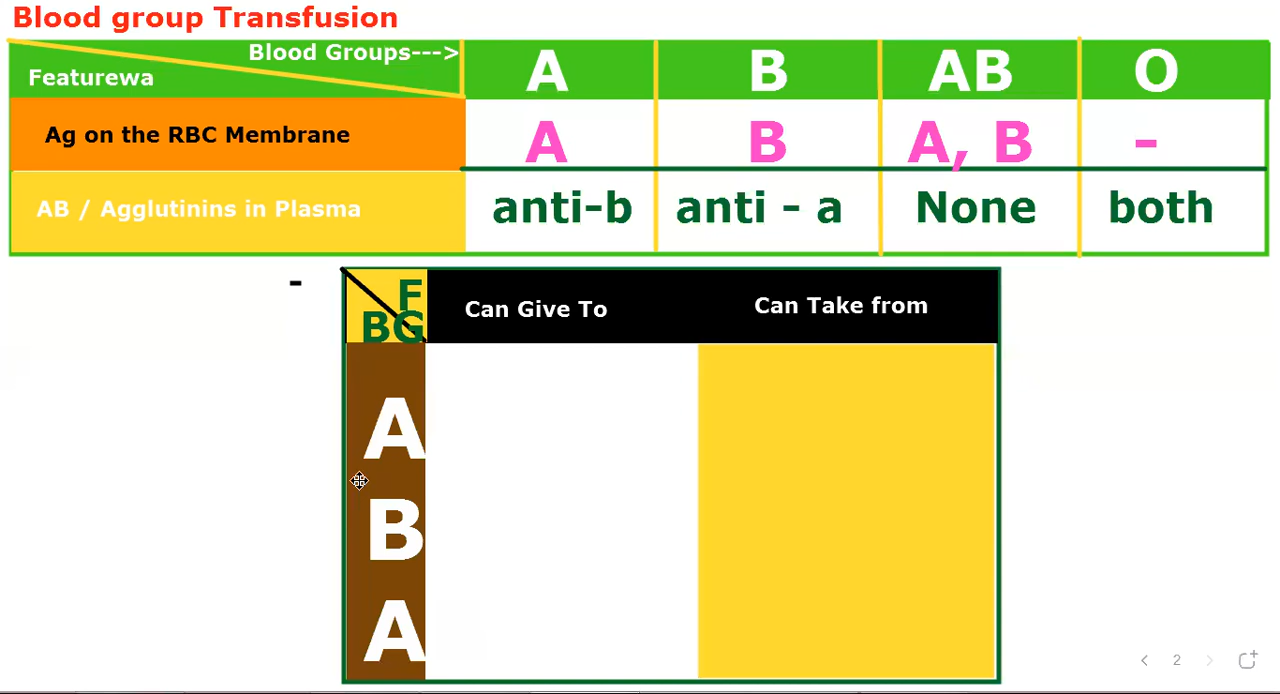 Blood group Transfusion
Blood Groups--->
Featurewa
A B AB O
Ag on the RBC Membrane
A B A, B -
AB / Agglutinins in Plasma
anti-b anti - a None both
-
F
BG
Can Give To
Can Take from
A
B
A
2